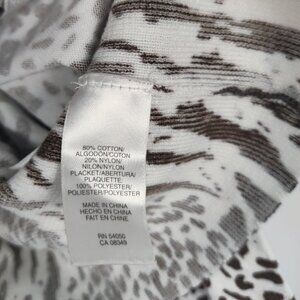 80% COTTON/
ALGODÓN/COTON
20% NYLON/
NILON/NYLON
PLACKET/ABERTURA/
PLAQUETTE:
100% POLYESTER/
POLIESTER/POLYESTER
MADE IN CHINA
HECHO EN CHINA
FAIT EN CHINE
RN 54050
CA 08349